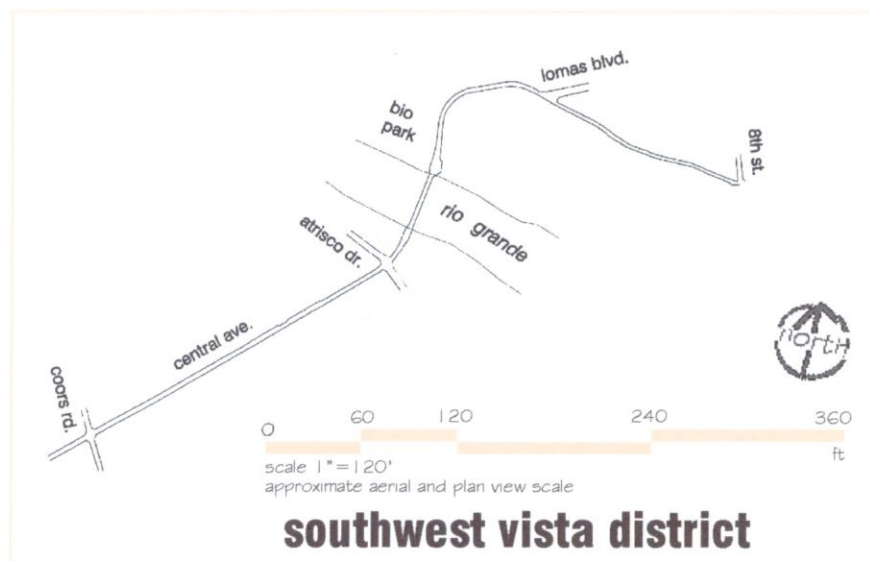 lomas blvd.
bio
park
8th st.
rio grande
atrisco dr.
central ave.
coors rd.
north
0 60 120 240 360
ft
scale 1"=120'
approximate aerial and plan view scale
southwest vista district